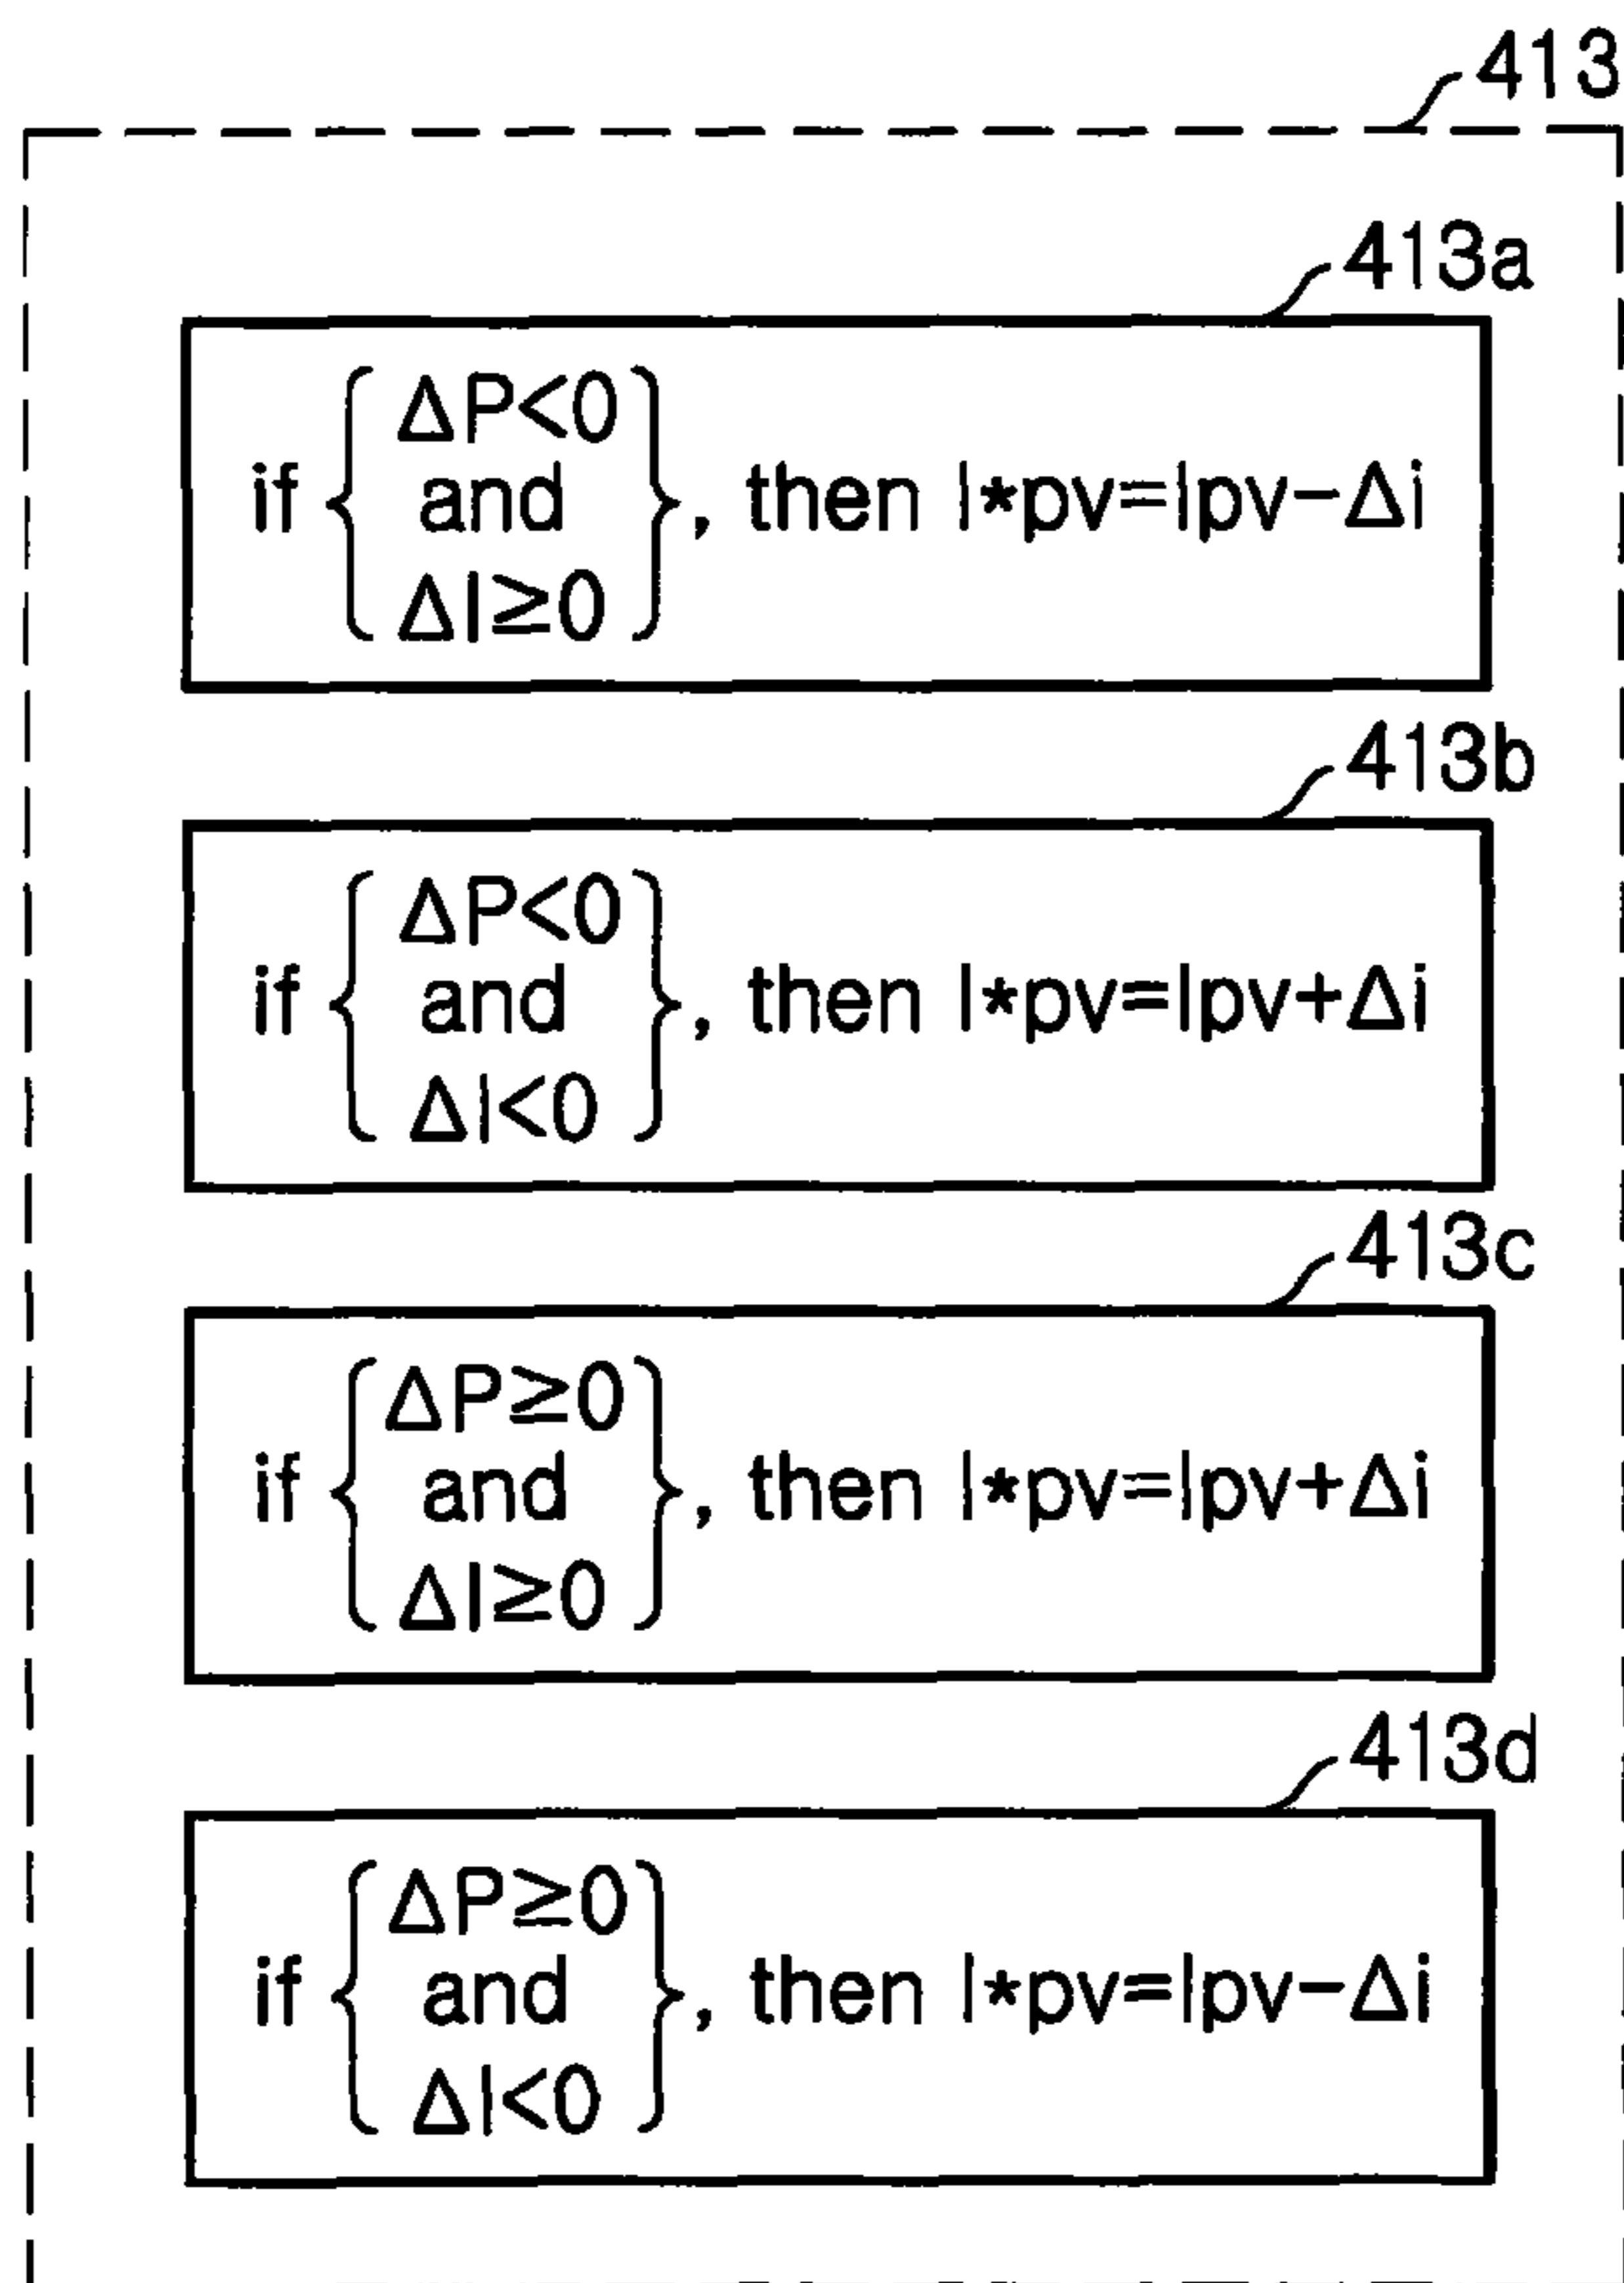 413
413a
ΔP<0
if { and }, then I*pv=Ipv-Δi
ΔI≥0
413b
ΔP<0
if { and }, then I*pv=Ipv+Δi
ΔI<0
413c
ΔP≥0
if { and }, then I*pv=Ipv+Δi
ΔI≥0
413d
ΔP≥0
if { and }, then I*pv=Ipv-Δi
ΔI<0